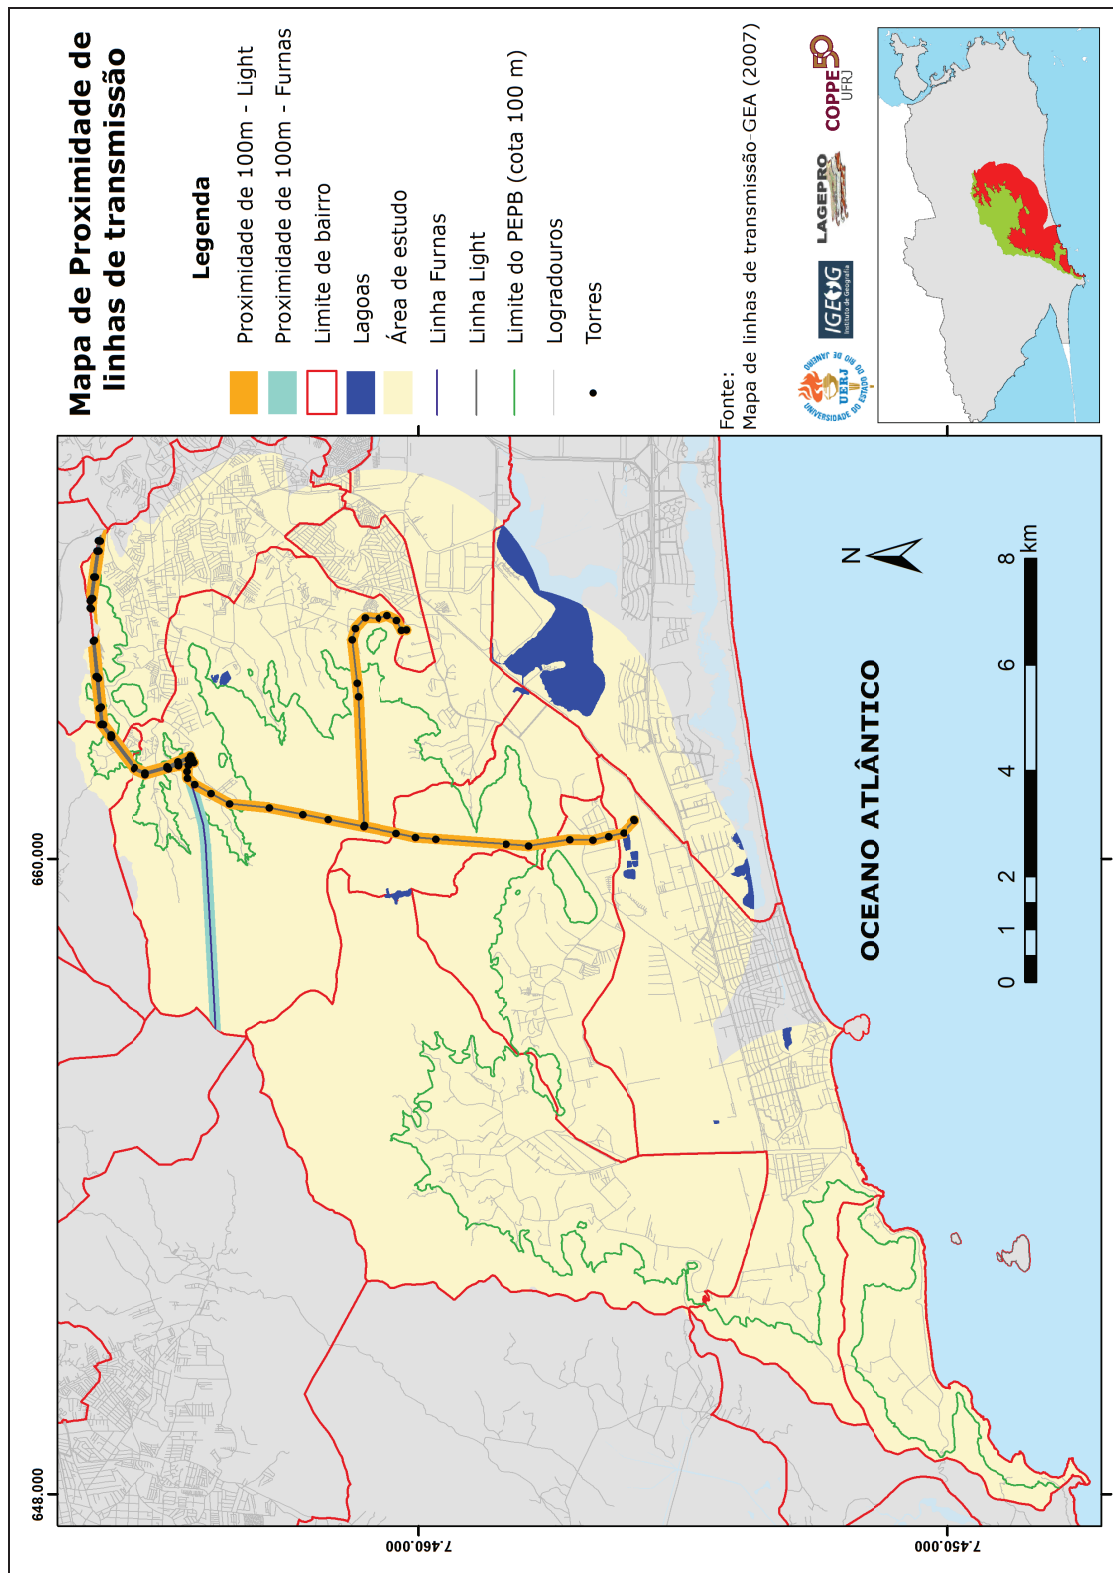 Mapa de Proximidade de
linhas de transmissão
Legenda
Proximidade de 100m - Light
Proximidade de 100m - Furnas
Limite de bairro
Lagoas
Área de estudo
Linha Furnas
Linha Light
Limite do PEPB (cota 100 m)
Logradouros
Torres
Fonte:
Mapa de linhas de transmissão-GEA (2007)
UNIVERSIDADE DO ESTADO DO RIO DE JANEIRO
UERJ
IGEOG
Instituto de Geografia
LAGEPRO
COPPE 50
UFRJ
648.000
660.000
7.460.000
7.450.000
OCEANO ATLÂNTICO
N
0 1 2 4 6 8
km